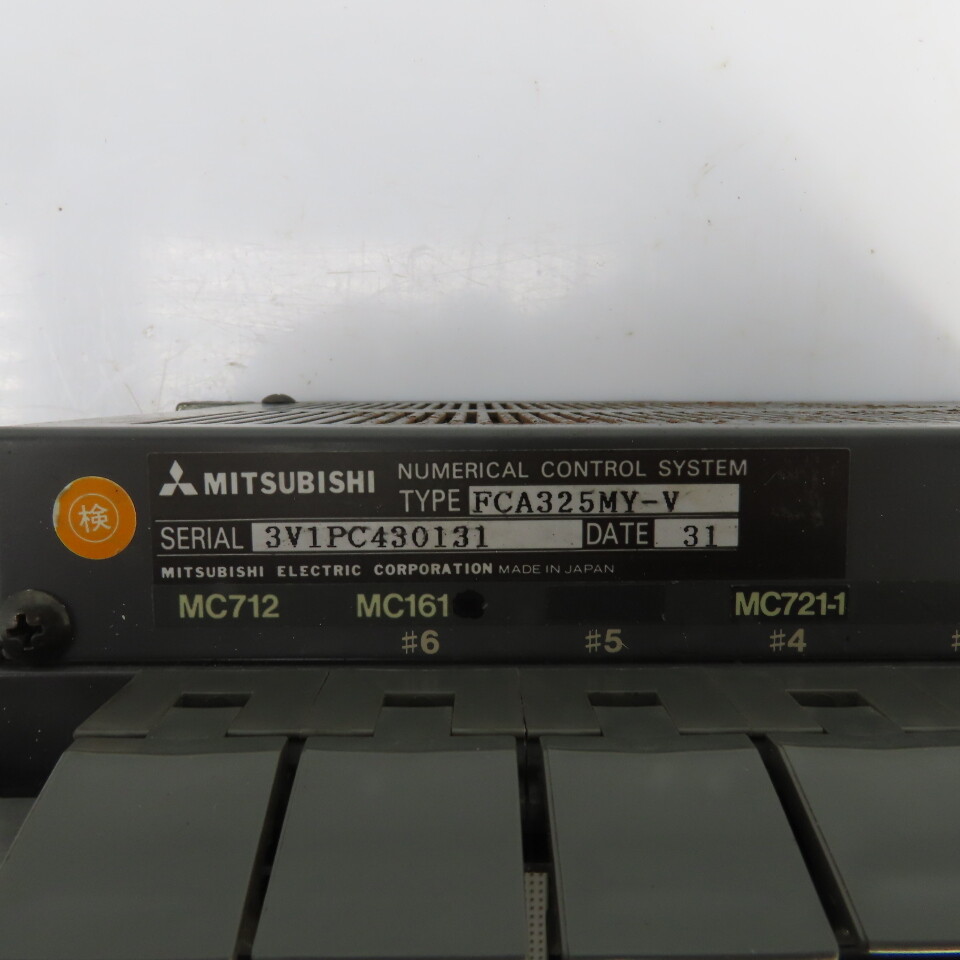 MITSUBISHI NUMERICAL CONTROL SYSTEM
TYPE FCA325MY-V
検
SERIAL 3V1PC430131 DATE 31
MITSUBISHI ELECTRIC CORPORATION MADE IN JAPAN
MC712 MC161 MC721-1
#6 #5 #4 #